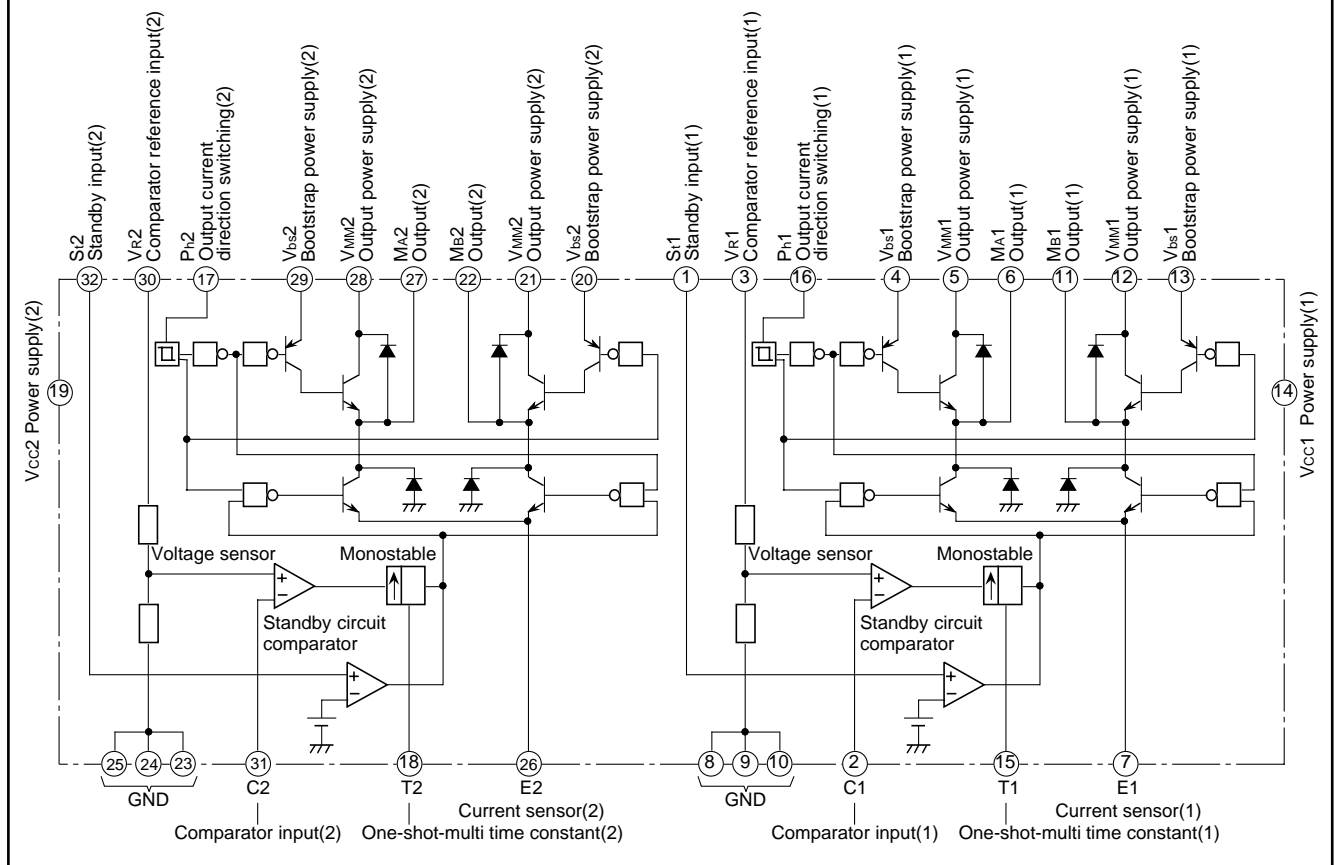 St2
Standby input(2)
VR2
Comparator reference input(2)
Ph2
Output current
direction switching(2)
Vbs2
Bootstrap power supply(2)
VMM2
Output power supply(2)
MA2
Output(2)
MB2
Output(2)
VMM2
Output power supply(2)
Vbs2
Bootstrap power supply(2)
St1
Standby input(1)
VR1
Comparator reference input(1)
Ph1
Output current
direction switching(1)
Vbs1
Bootstrap power supply(1)
VMM1
Output power supply(1)
MA1
Output(1)
MB1
Output(1)
VMM1
Output power supply(1)
Vbs1
Bootstrap power supply(1)
32 30 17 29 28 27 22 21 20 1 3 16 4 5 6 11 12 13
Vcc2 Power supply(2)
19
14
Vcc1 Power supply(1)
Voltage sensor
Monostable
Voltage sensor
Monostable
+
−
+
−
Standby circuit
comparator
Standby circuit
comparator
+
−
+
−
25 24 23 31 18 26 8 9 10 2 15 7
GND C2 T2 E2 GND C1 T1 E1
Current sensor(2)
Current sensor(1)
Comparator input(2)
One-shot-multi time constant(2)
Comparator input(1)
One-shot-multi time constant(1)